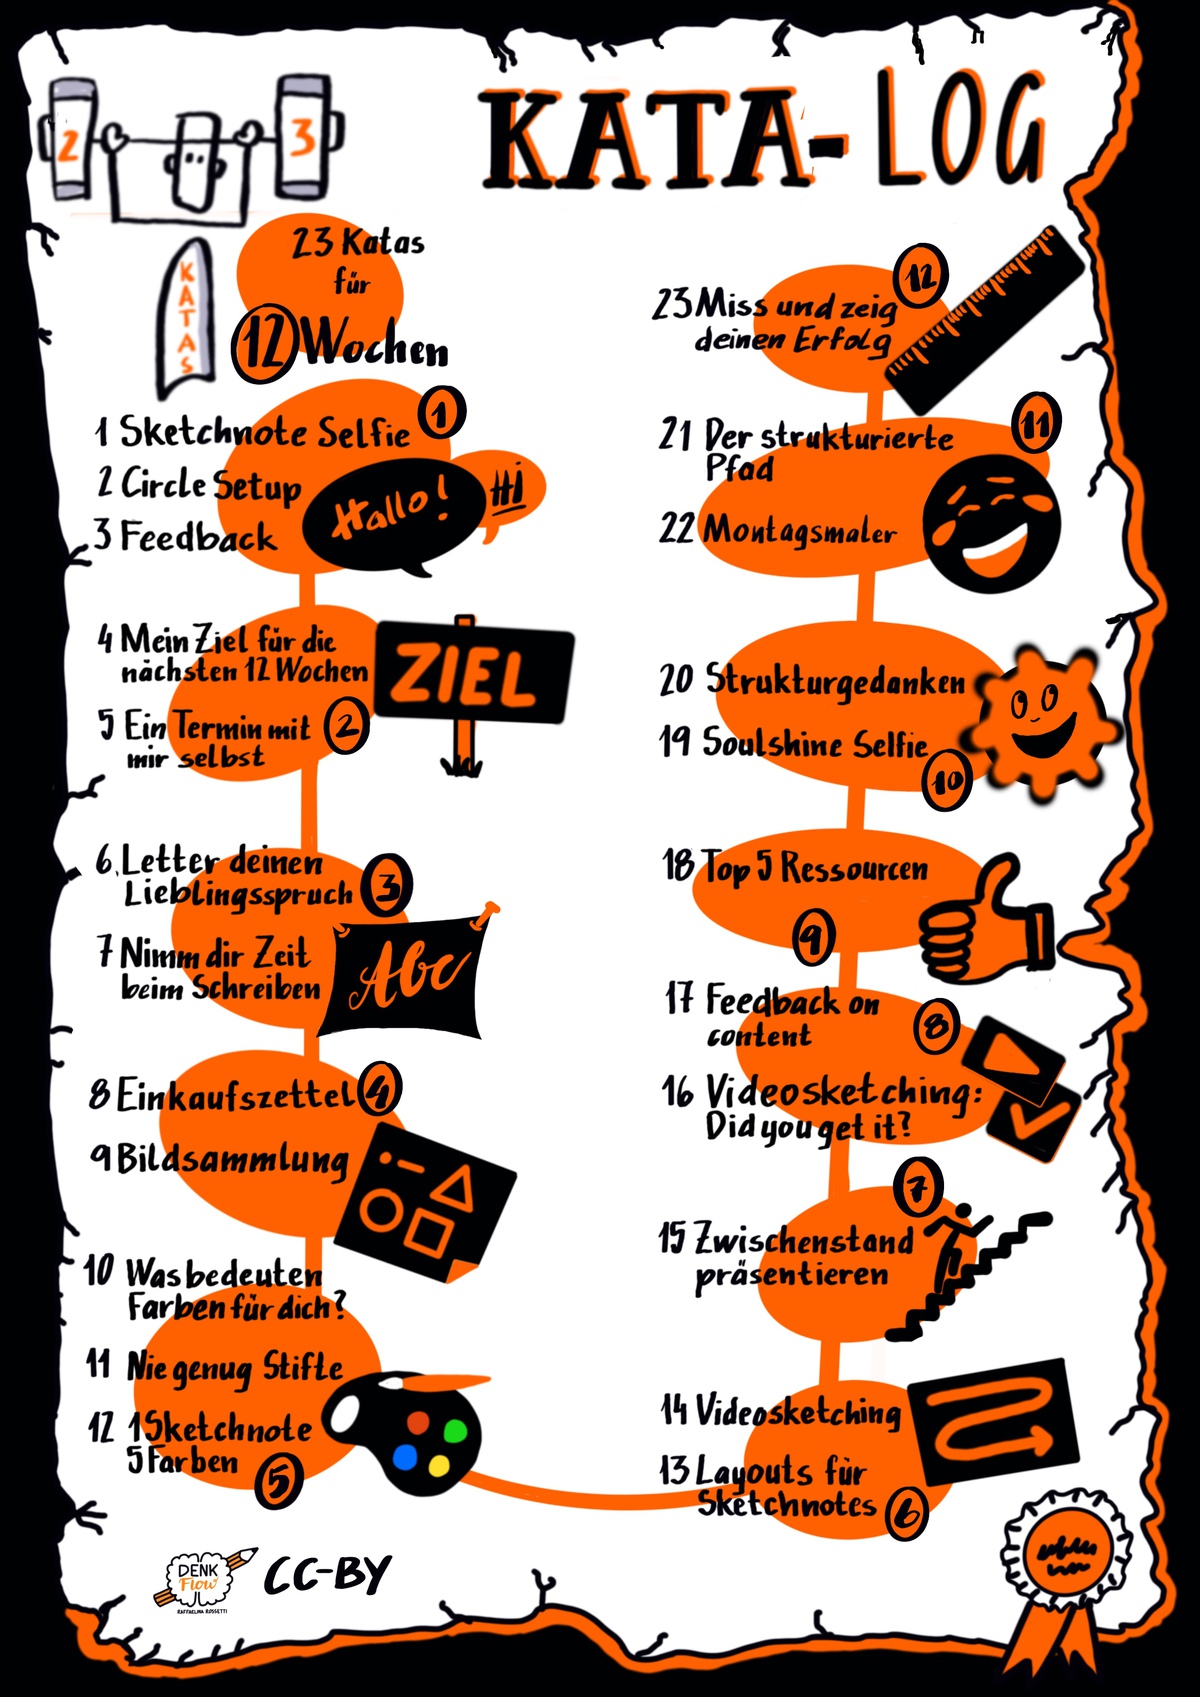 KATA-LOG
2
3
KATAS
23 Katas
für
12 Wochen
1 Sketchnote Selfie
1
2 Circle Setup
Hallo!
Hi
3 Feedback
4 Mein Ziel für die
nächsten 12 Wochen
ZIEL
5 Ein Termin mit
mir selbst
2
6. Letter deinen
Lieblingsspruch
3
7 Nimm dir Zeit
beim Schreiben
Abc
8 Einkaufszettel
4
9 Bildsammlung
10 Was bedeuten
Farben für dich?
11 Nie genug Stifte
12 1 Sketchnote
5 Farben
5
13 Layouts für
Sketchnotes
6
14 Videosketching
15 Zwischenstand
präsentieren
7
16 Videosketching:
Did you get it?
17 Feedback on
content
8
18 Top 5 Ressourcen
9
19 Soulshine Selfie
10
20 Strukturgedanken
21 Der strukturierte
Pfad
11
22 Montagsmaler
23 Miss und zeig
deinen Erfolg
12
DENK
Flow
RAFFAELINA ROSSETTI
CC-BY